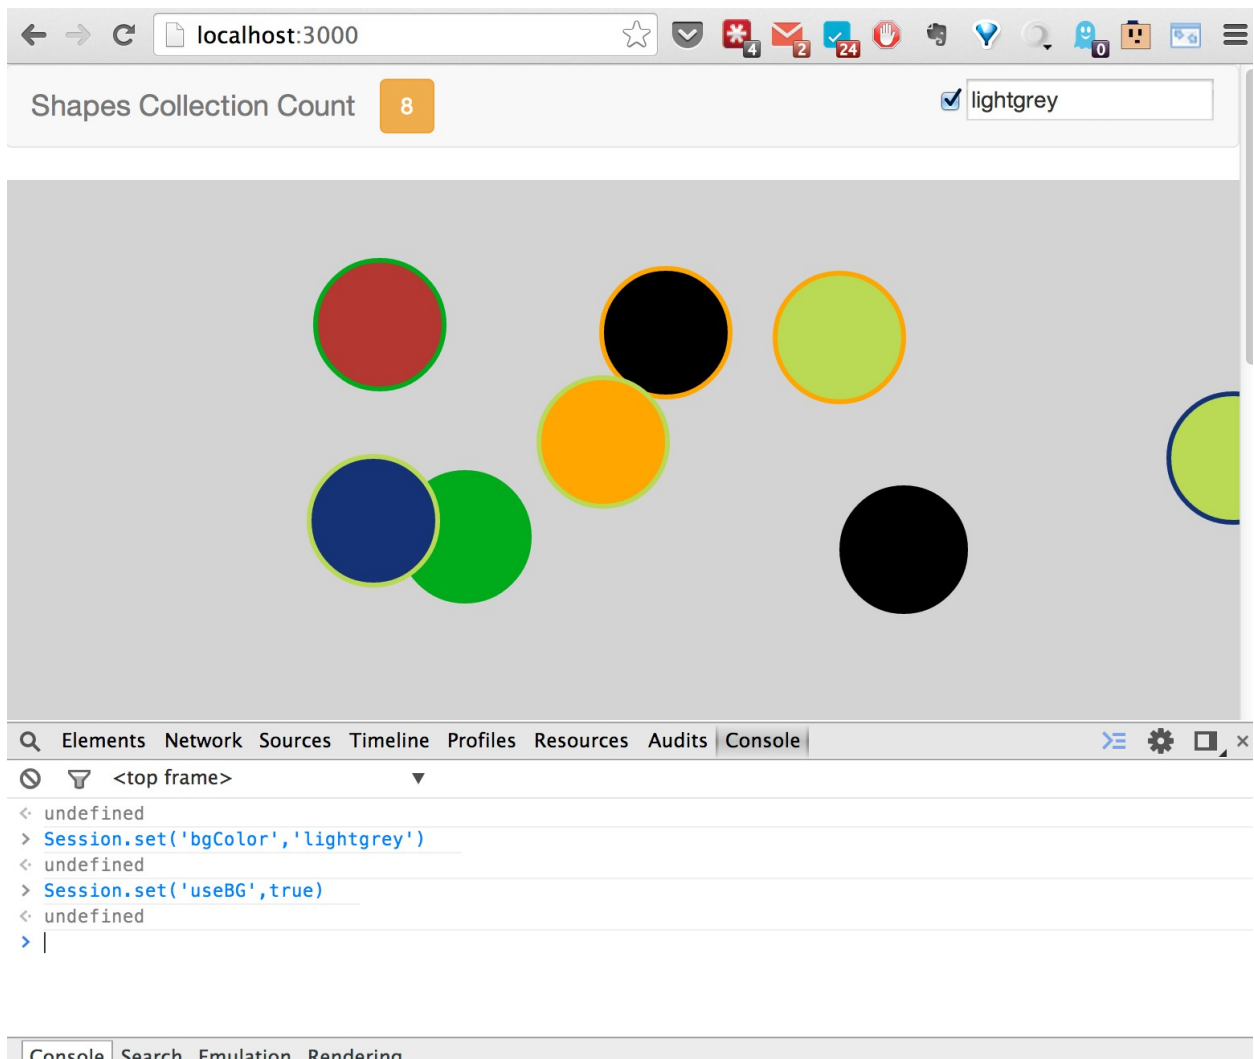 localhost:3000
4
2
24
0
Shapes Collection Count 8
lightgrey
Elements Network Sources Timeline Profiles Resources Audits Console
<top frame>
undefined
Session.set('bgColor','lightgrey')
undefined
Session.set('useBG',true)
undefined
Console Search Emulation Rendering